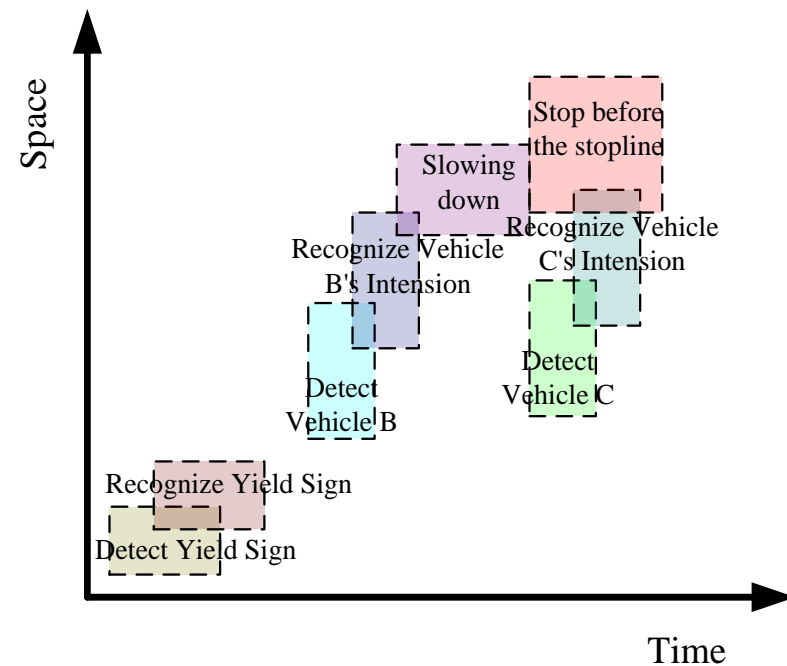 Space
Stop before
the stopline
Slowing
down
Recognize Vehicle
C's Intension
Recognize Vehicle
B's Intension
Detect
Vehicle C
Detect
Vehicle B
Recognize Yield Sign
Detect Yield Sign
Time